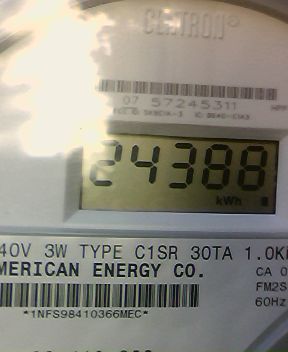 CENTRON®
07 57245311
24388
kWh
40V 3W TYPE C1SR 30TA 1.0K
MERICAN ENERGY CO. CA 0
FM2S
*1NFS98410366MEC* 60Hz